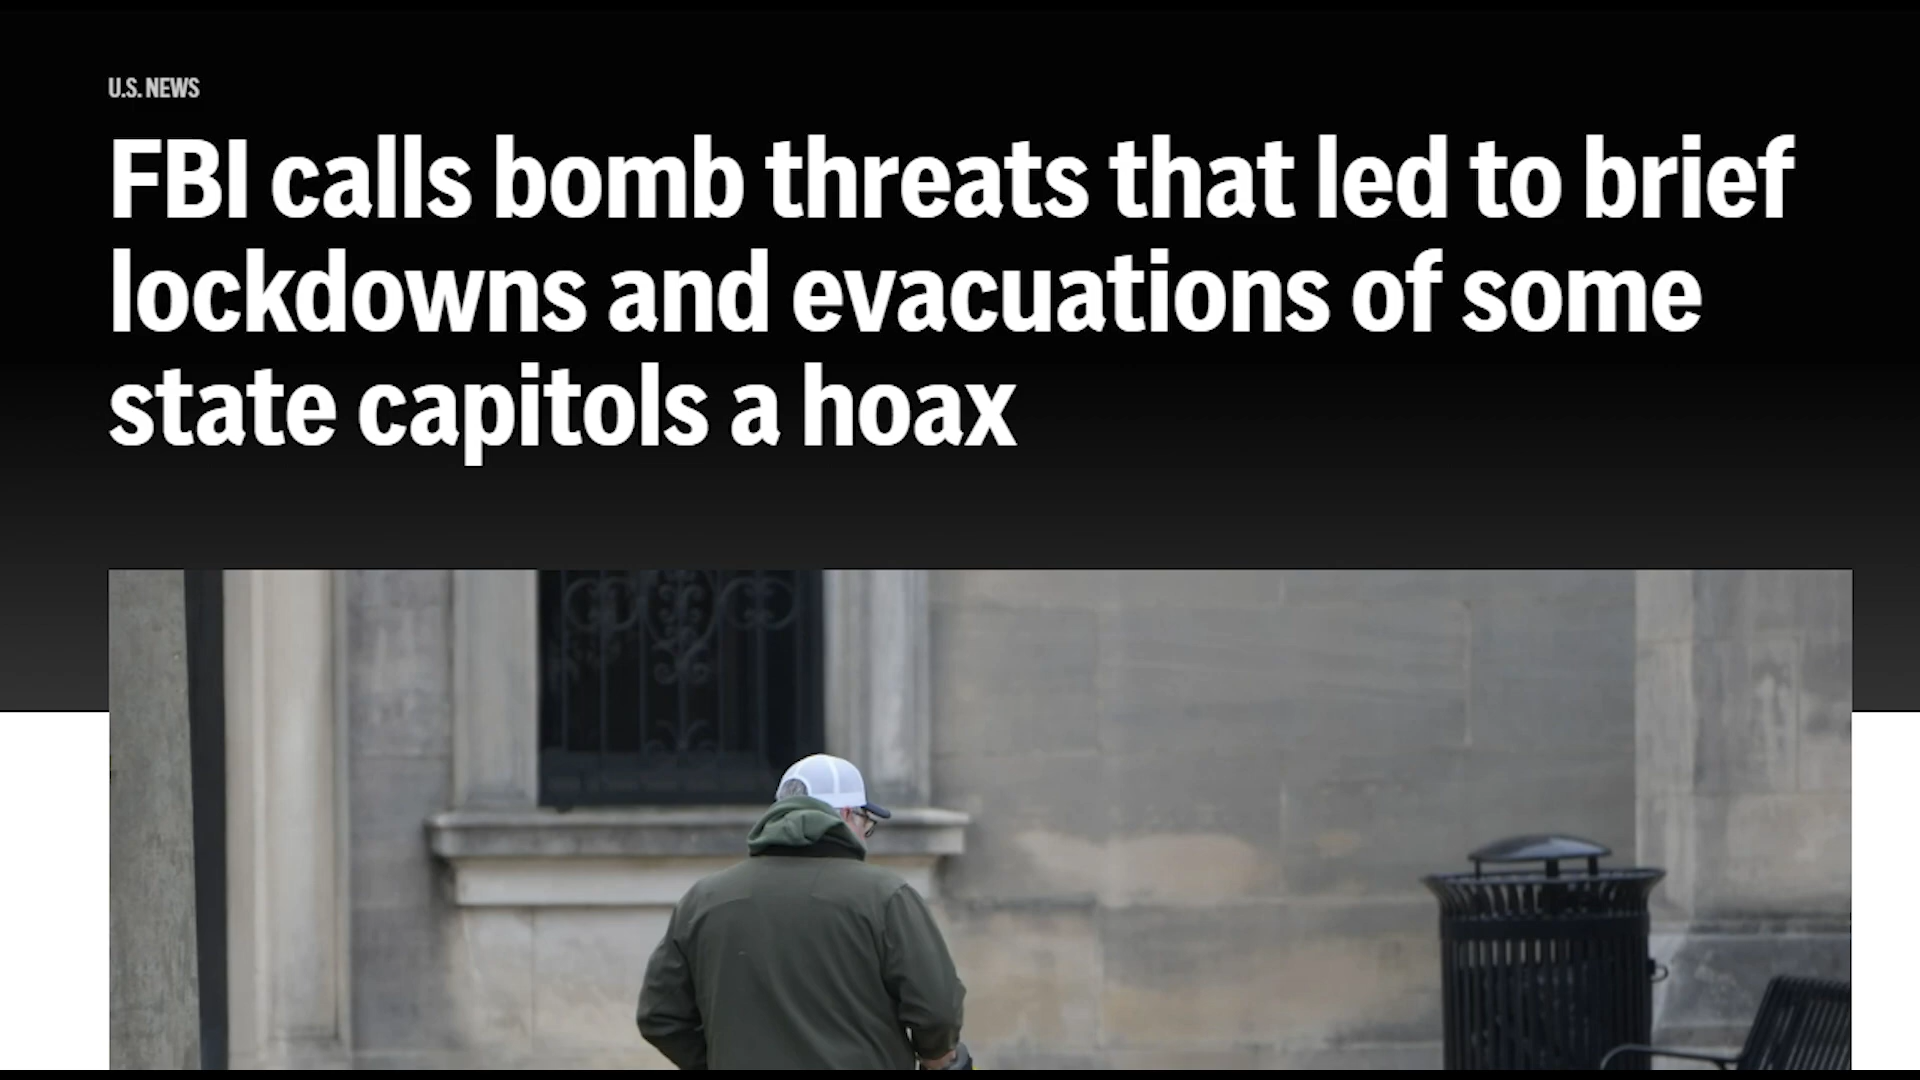 U.S. NEWS
FBI calls bomb threats that led to brief
lockdowns and evacuations of some
state capitols a hoax